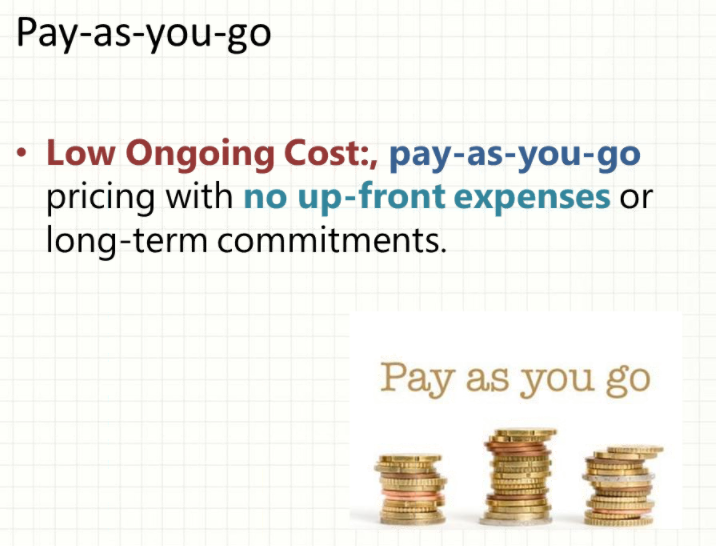 Pay-as-you-go
• Low Ongoing Cost:, pay-as-you-go
pricing with no up-front expenses or
long-term commitments.
Pay as you go